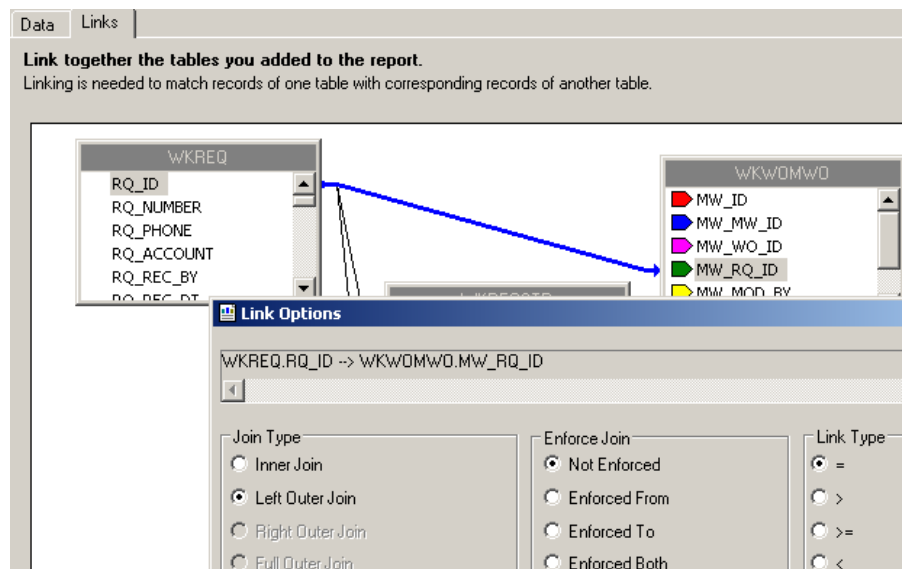 Data Links
Link together the tables you added to the report.
Linking is needed to match records of one table with corresponding records of another table.
WKREQ
RQ_ID
RQ_NUMBER
RQ_PHONE
RQ_ACCOUNT
RQ_REC_BY
RQ_REC_DT
WKWOMWO
MW_ID
MW_MW_ID
MW_WO_ID
MW_RQ_ID
MW_MOD_BY
Link Options
WKREQ.RQ_ID --> WKWOMWO.MW_RQ_ID
Join Type
Inner Join
Left Outer Join
Right Outer Join
Full Outer Join
Enforce Join
Not Enforced
Enforced From
Enforced To
Enforced Both
Link Type
=
>
>=
<